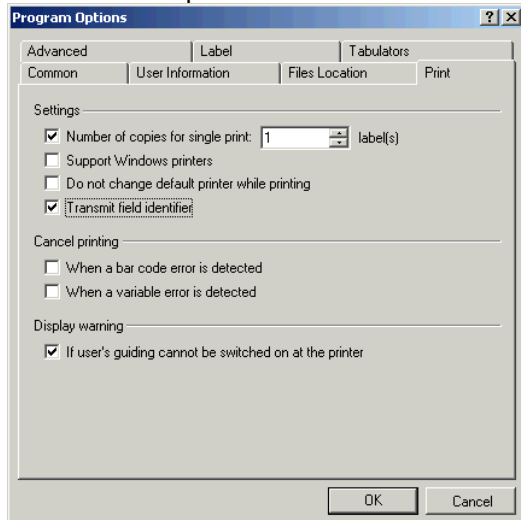 Program Options
Advanced Label Tabulators
Common User Information Files Location Print
Settings
Number of copies for single print: 1 label(s)
Support Windows printers
Do not change default printer while printing
Transmit field identifier
Cancel printing
When a bar code error is detected
When a variable error is detected
Display warning
If user's guiding cannot be switched on at the printer
OK Cancel